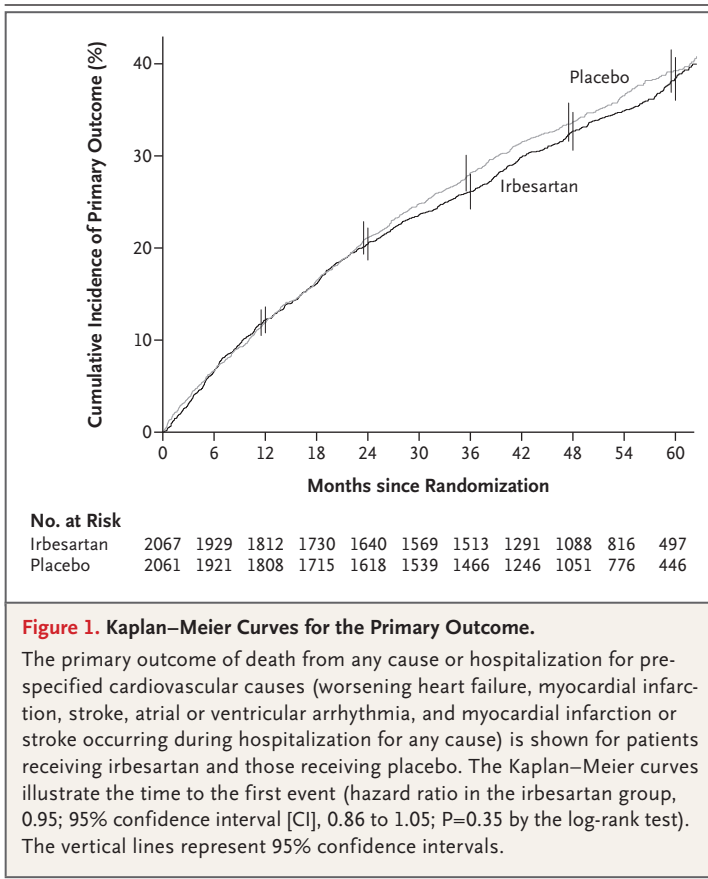 Cumulative Incidence of Primary Outcome (%)
40
30
20
10
0
Placebo
Irbesartan
0 6 12 18 24 30 36 42 48 54 60
Months since Randomization
No. at Risk
Irbesartan 2067 1929 1812 1730 1640 1569 1513 1291 1088 816 497
Placebo 2061 1921 1808 1715 1618 1539 1466 1246 1051 776 446
Figure 1. Kaplan–Meier Curves for the Primary Outcome.
The primary outcome of death from any cause or hospitalization for pre-
specified cardiovascular causes (worsening heart failure, myocardial infarc-
tion, stroke, atrial or ventricular arrhythmia, and myocardial infarction or
stroke occurring during hospitalization for any cause) is shown for patients
receiving irbesartan and those receiving placebo. The Kaplan–Meier curves
illustrate the time to the first event (hazard ratio in the irbesartan group,
0.95; 95% confidence interval [CI], 0.86 to 1.05; P=0.35 by the log-rank test).
The vertical lines represent 95% confidence intervals.